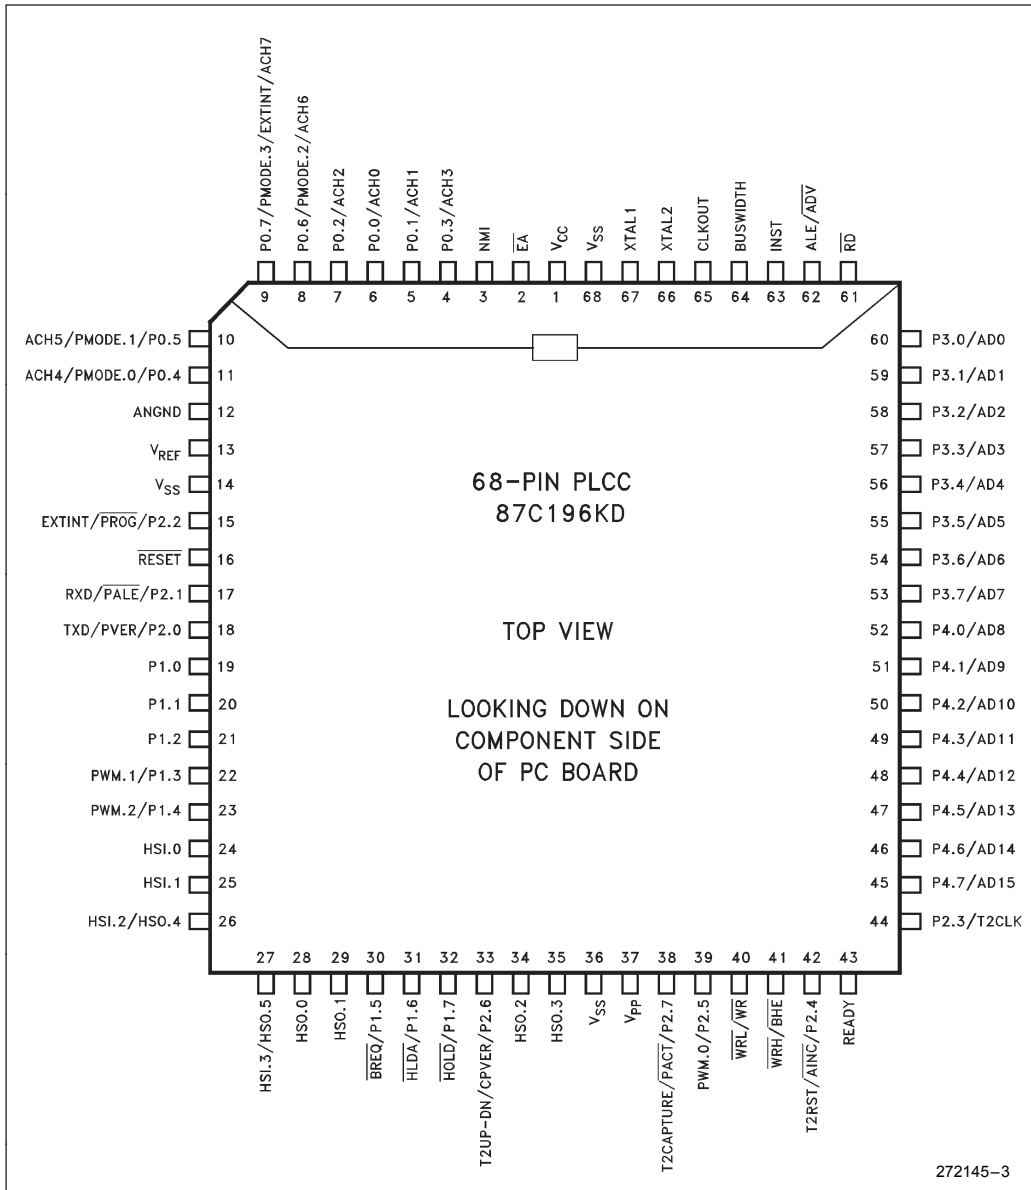 P0.7/PMODE.3/EXTINT/ACH7
P0.6/PMODE.2/ACH6
P0.2/ACH2
P0.0/ACH0
P0.1/ACH1
P0.3/ACH3
NMI
EA
VCC
VSS
XTAL1
XTAL2
CLKOUT
BUSWIDTH
INST
ALE/ADV
RD
9 8 7 6 5 4 3 2 1 68 67 66 65 64 63 62 61
ACH5/PMODE.1/P0.5 10
ACH4/PMODE.0/P0.4 11
ANGND 12
VREF 13
VSS 14
EXTINT/PROG/P2.2 15
RESET 16
RXD/PALE/P2.1 17
TXD/PVER/P2.0 18
P1.0 19
P1.1 20
P1.2 21
PWM.1/P1.3 22
PWM.2/P1.4 23
HSI.0 24
HSI.1 25
HSI.2/HSO.4 26
68-PIN PLCC
87C196KD
TOP VIEW
LOOKING DOWN ON
COMPONENT SIDE
OF PC BOARD
60 P3.0/AD0
59 P3.1/AD1
58 P3.2/AD2
57 P3.3/AD3
56 P3.4/AD4
55 P3.5/AD5
54 P3.6/AD6
53 P3.7/AD7
52 P4.0/AD8
51 P4.1/AD9
50 P4.2/AD10
49 P4.3/AD11
48 P4.4/AD12
47 P4.5/AD13
46 P4.6/AD14
45 P4.7/AD15
44 P2.3/T2CLK
27 28 29 30 31 32 33 34 35 36 37 38 39 40 41 42 43
HSI.3/HSO.5
HSO.0
HSO.1
BREQ/P1.5
HLDA/P1.6
HOLD/P1.7
T2UP-DN/CPVER/P2.6
HSO.2
HSO.3
VSS
VPP
T2CAPTURE/PACT/P2.7
PWM.0/P2.5
WRL/WR
WRH/BHE
T2RST/AINC/P2.4
READY
272145-3